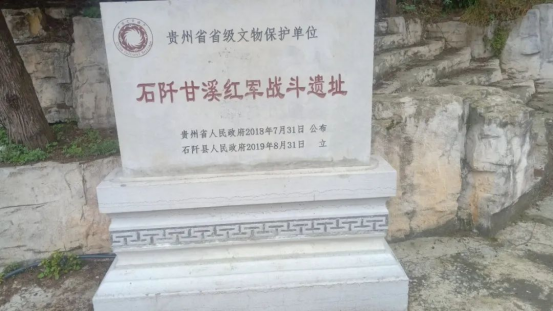 贵州省省级文物保护单位
石阡甘溪红军战斗遗址
贵州省人民政府2018年7月31日 公布
石阡县人民政府2019年8月31日 立